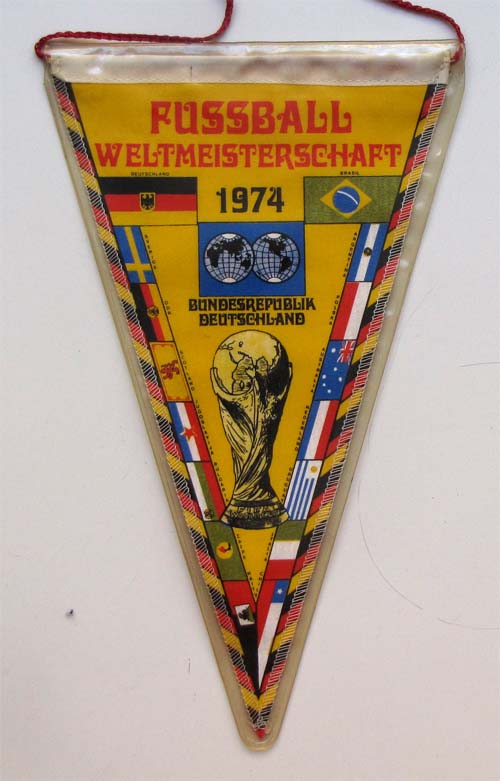 FUSSBALL
WELTMEISTERSCHAFT
DEUTSCHLAND
BRASIL
1974
BUNDESREPUBLIK
DEUTSCHLAND